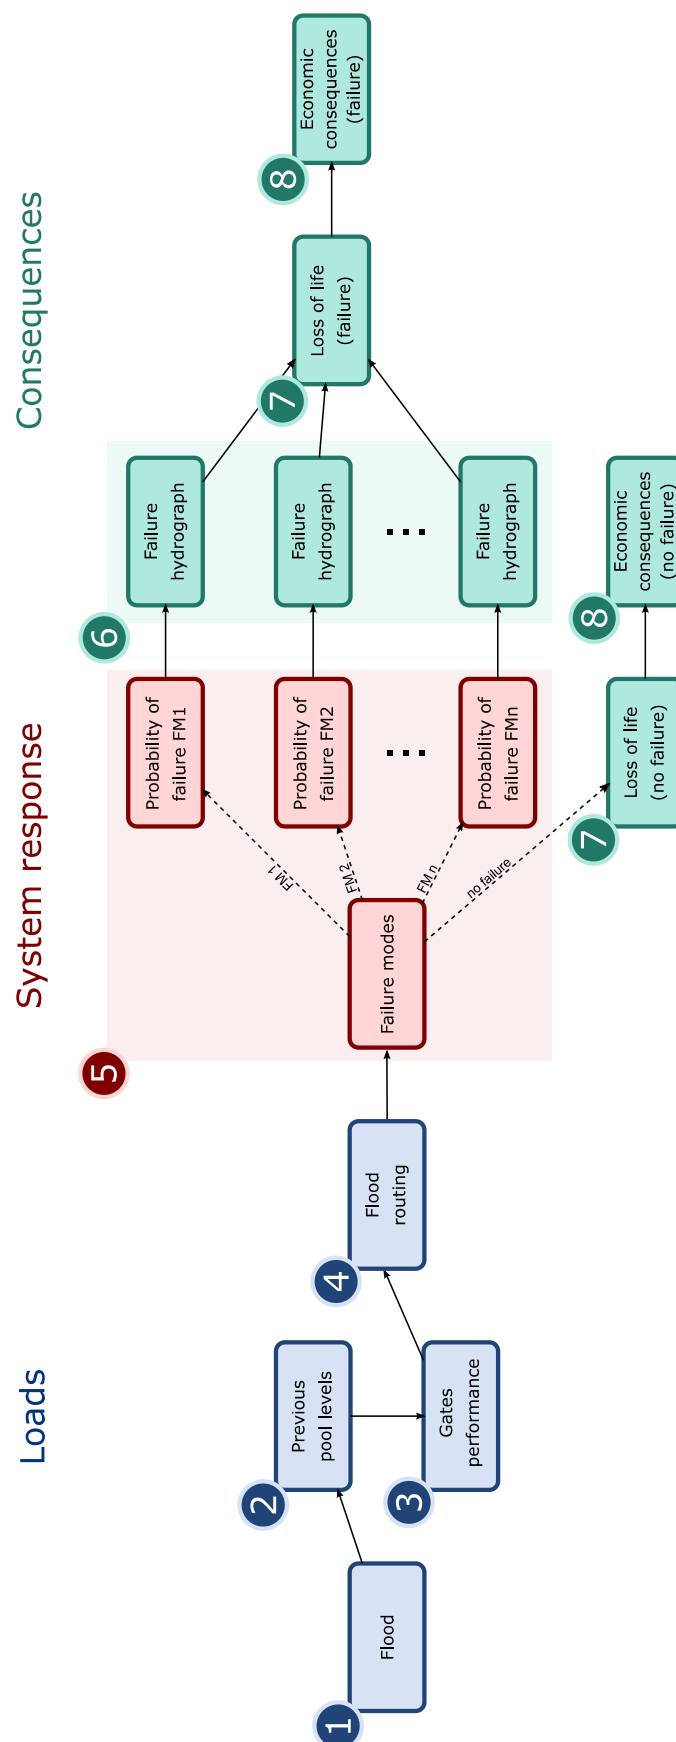 Loads
System response
Consequences
1
Flood
2
Previous
pool levels
3
Gates
performance
4
Flood
routing
5
Failure modes
FM 1
FM 2
FM n
no failure
Probability of
failure FM1
Probability of
failure FM2
...
Probability of
failure FMn
6
Failure
hydrograph
Failure
hydrograph
...
Failure
hydrograph
7
Loss of life
(failure)
8
Economic
consequences
(failure)
7
Loss of life
(no failure)
8
Economic
consequences
(no failure)